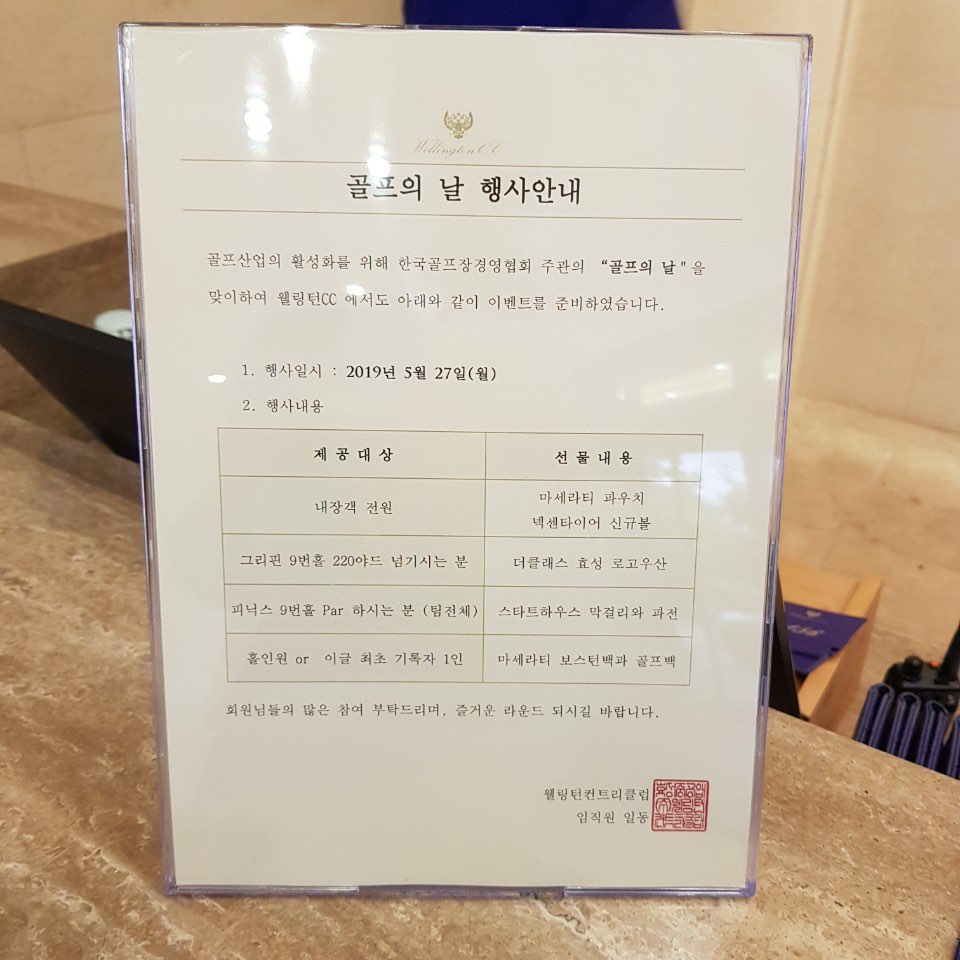 Wellington CC
골프의 날 행사안내
골프산업의 활성화를 위해 한국골프장경영협회 주관의 “골프의 날"을
맞이하여 웰링턴CC 에서도 아래와 같이 이벤트를 준비하였습니다.
1. 행사일시 : 2019년 5월 27일(월)
2. 행사내용
제공대상 선물내용
내장객 전원 마세라티 파우치
넥센타이어 신규볼
그리핀 9번홀 220야드 넘기시는 분 더클래스 효성 로고우산
피닉스 9번홀 Par 하시는 분 (팀전체) 스타트하우스 막걸리와 파전
홀인원 or 이글 최초 기록자 1인 마세라티 보스턴백과 골프백
회원님들의 많은 참여 부탁드리며, 즐거운 라운드 되시길 바랍니다.
웰링턴컨트리클럽
임직원 일동